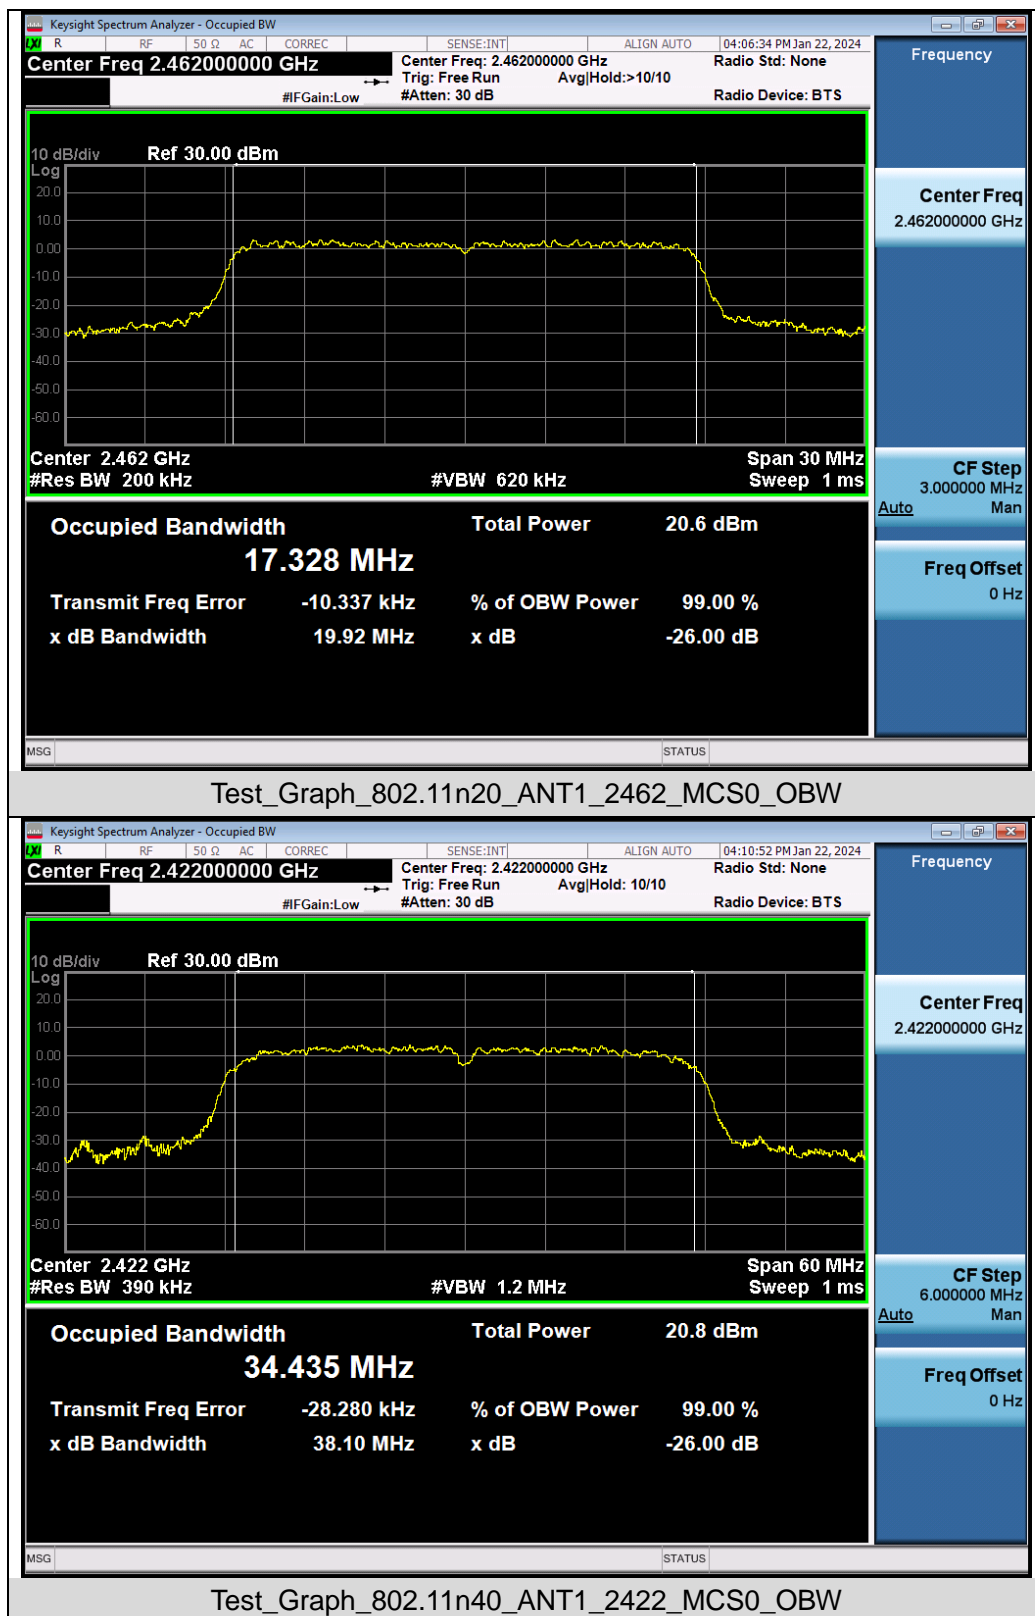 Keysight Spectrum Analyzer - Occupied BW
LXI R RF 50 Ω AC CORREC SENSE:INT ALIGN AUTO 04:06:34 PM Jan 22, 2024
Center Freq 2.462000000 GHz
Center Freq: 2.462000000 GHz
Radio Std: None
Trig: Free Run Avg|Hold:>10/10
#IFGain:Low
#Atten: 30 dB
Radio Device: BTS
10 dB/div Ref 30.00 dBm
Log
20.0
10.0
0.00
-10.0
-20.0
-30.0
-40.0
-50.0
-60.0
Center 2.462 GHz
Span 30 MHz
#Res BW 200 kHz
#VBW 620 kHz
Sweep 1 ms
Occupied Bandwidth
17.328 MHz
Total Power 20.6 dBm
Transmit Freq Error -10.337 kHz
% of OBW Power 99.00 %
x dB Bandwidth 19.92 MHz
x dB -26.00 dB
MSG
STATUS
Frequency
Center Freq
2.462000000 GHz
CF Step
3.000000 MHz
Auto Man
Freq Offset
0 Hz
Test_Graph_802.11n20_ANT1_2462_MCS0_OBW
Keysight Spectrum Analyzer - Occupied BW
LXI R RF 50 Ω AC CORREC SENSE:INT ALIGN AUTO 04:10:52 PM Jan 22, 2024
Center Freq 2.422000000 GHz
Center Freq: 2.422000000 GHz
Radio Std: None
Trig: Free Run Avg|Hold: 10/10
#IFGain:Low
#Atten: 30 dB
Radio Device: BTS
10 dB/div Ref 30.00 dBm
Log
20.0
10.0
0.00
-10.0
-20.0
-30.0
-40.0
-50.0
-60.0
Center 2.422 GHz
Span 60 MHz
#Res BW 390 kHz
#VBW 1.2 MHz
Sweep 1 ms
Occupied Bandwidth
34.435 MHz
Total Power 20.8 dBm
Transmit Freq Error -28.280 kHz
% of OBW Power 99.00 %
x dB Bandwidth 38.10 MHz
x dB -26.00 dB
MSG
STATUS
Frequency
Center Freq
2.422000000 GHz
CF Step
6.000000 MHz
Auto Man
Freq Offset
0 Hz
Test_Graph_802.11n40_ANT1_2422_MCS0_OBW